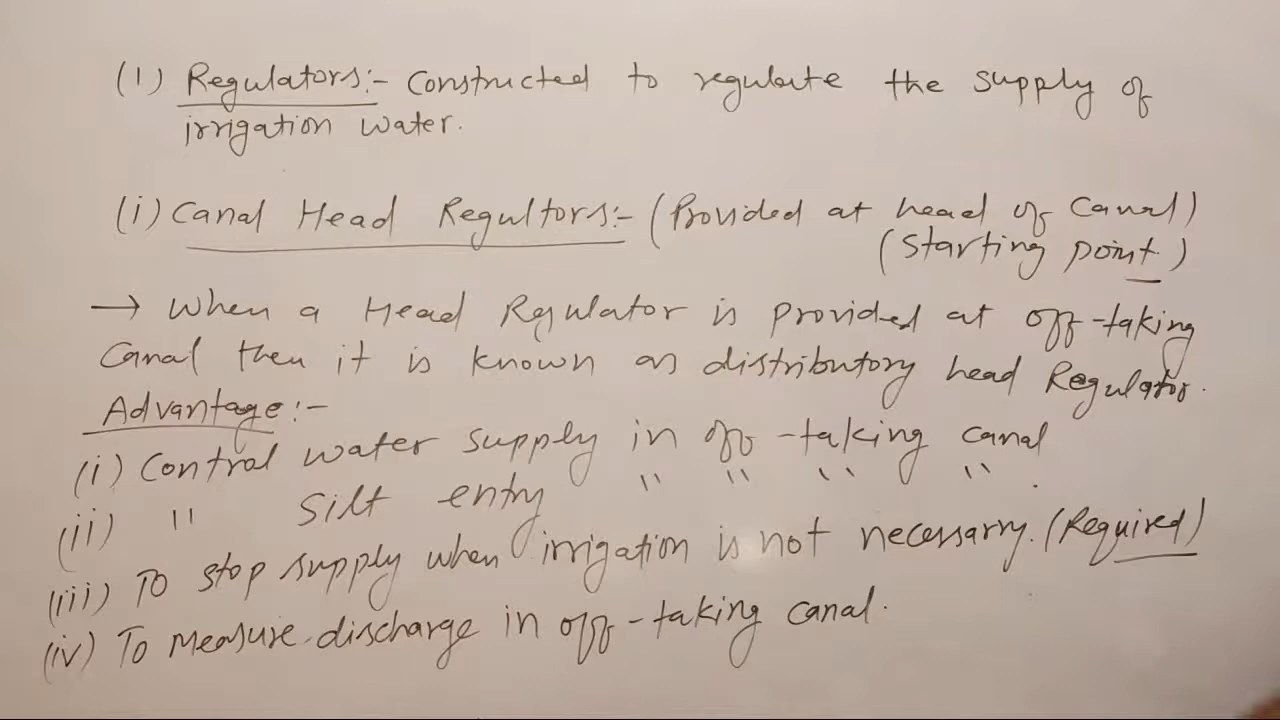 (1) Regulators:- Constructed to regulate the supply of
irrigation water.
(i) Canal Head Regultors:- (Provided at head of Canal)
(Starting point)
→ When a Head Regulator is provided at off-taking
Canal then it is known as distributory head Regulator.
Advantage:-
(i) Control water supply in off-taking canal
(ii) " Silt entry " " " " .
(iii) To stop supply when irrigation is not necessarry. (Required)
(iv) To measure discharge in off-taking canal.